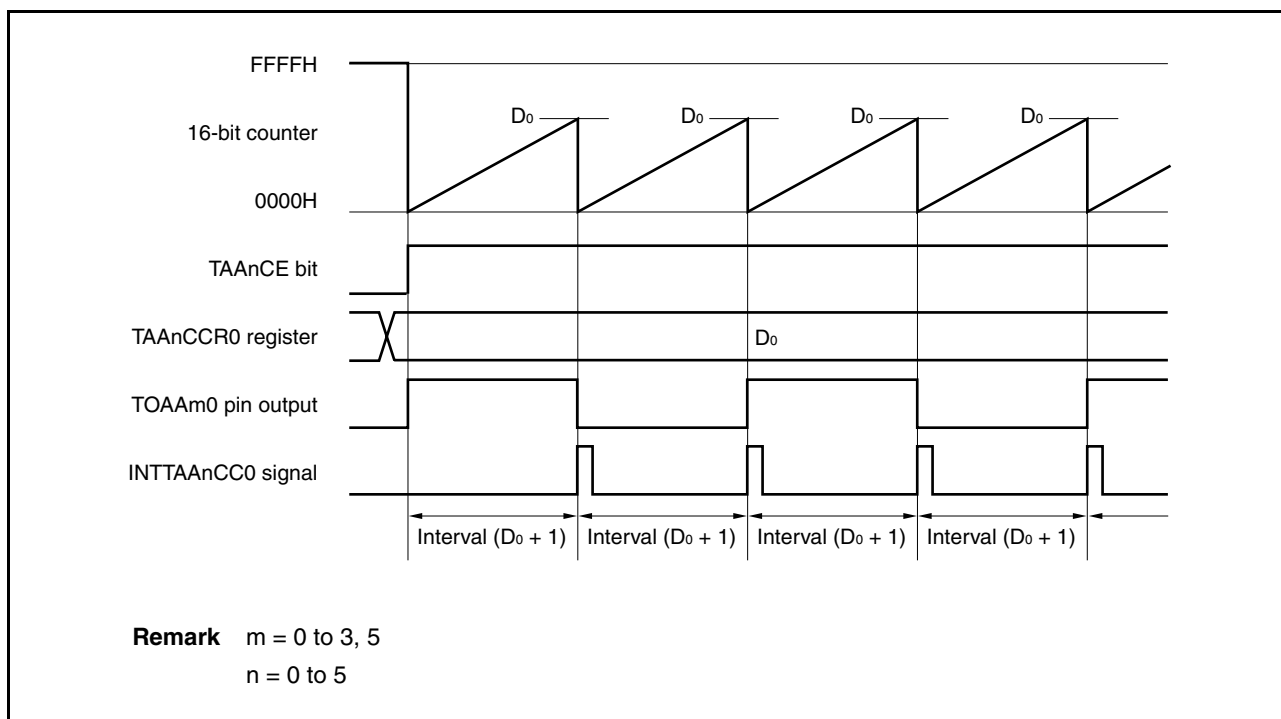 FFFFH
D₀ D₀ D₀ D₀
16-bit counter
0000H
TAAnCE bit
TAAnCCR0 register
D₀
TOAAm0 pin output
INTTAAnCC0 signal
Interval (D₀ + 1) Interval (D₀ + 1) Interval (D₀ + 1) Interval (D₀ + 1)
Remark m = 0 to 3, 5
n = 0 to 5